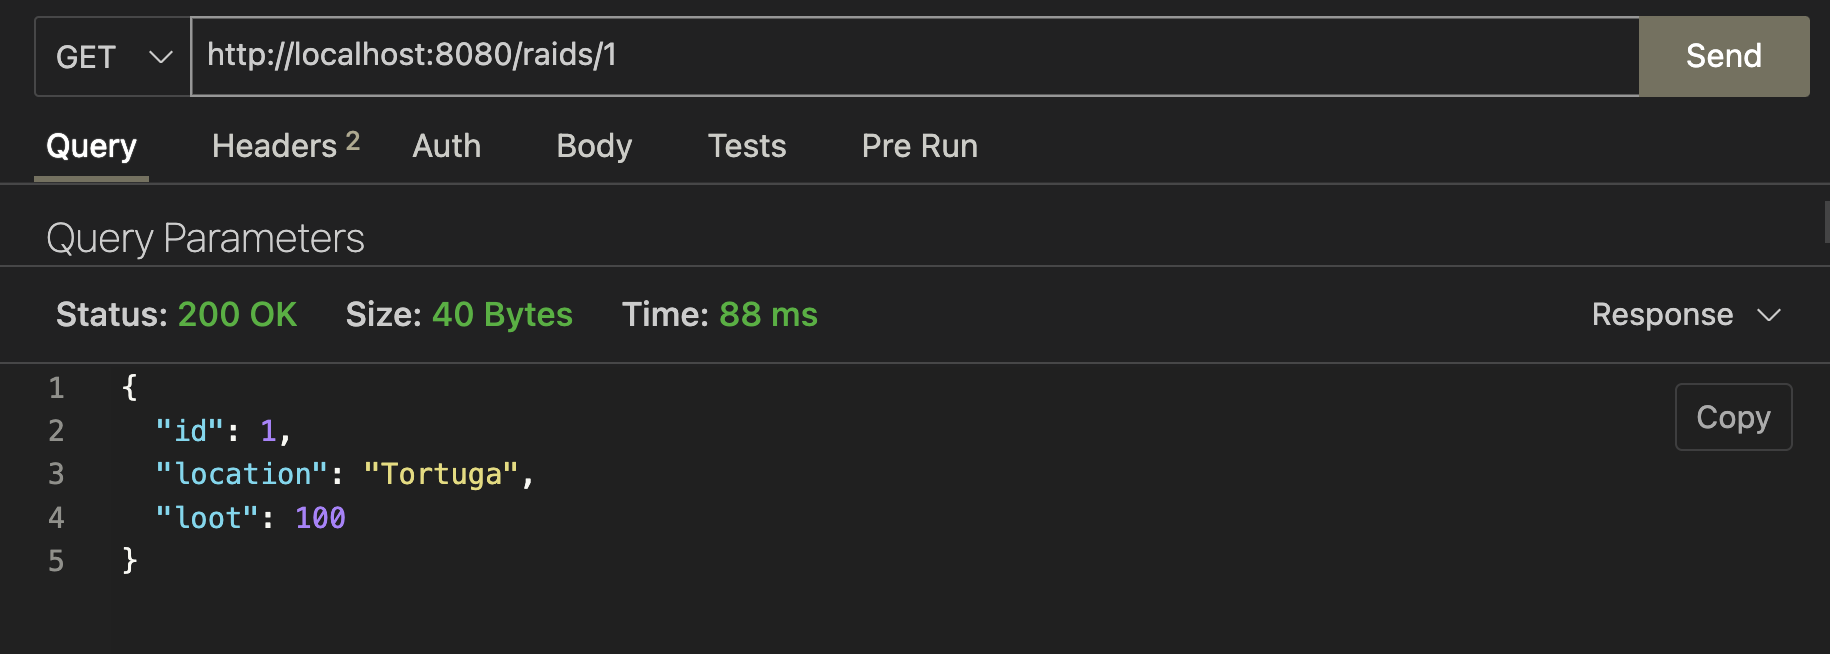 GET http://localhost:8080/raids/1 Send
Query Headers 2 Auth Body Tests Pre Run
Query Parameters
Status: 200 OK Size: 40 Bytes Time: 88 ms Response
Copy
1 {
2 "id": 1,
3 "location": "Tortuga",
4 "loot": 100
5 }